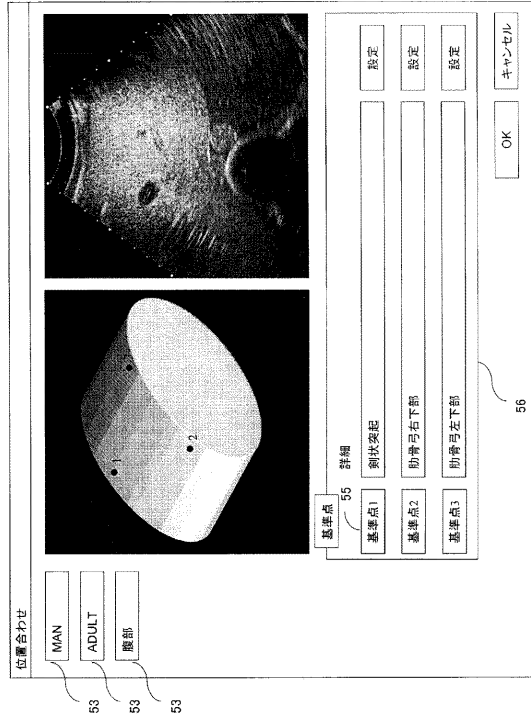 位置合わせ
53
MAN
53
ADULT
53
腹部
1
2
基準点
詳細
55
基準点1
剣状突起
設定
基準点2
肋骨弓右下部
設定
基準点3
肋骨弓左下部
設定
56
OK
キャンセル